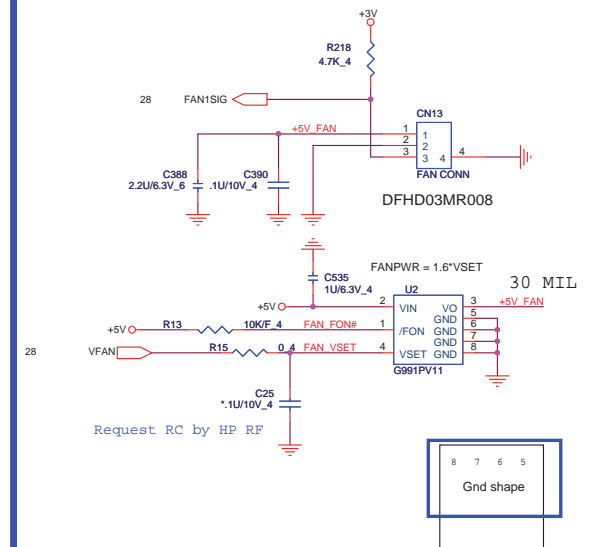 +3V
R218
4.7K_4
28 FAN1SIG
CN13
+5V_FAN
1 1
2 2
3 3 4 4
FAN CONN
C388
2.2U/6.3V_6
C390
.1U/10V_4
DFHD03MR008
C535
1U/6.3V_4
FANPWR = 1.6*VSET
30 MIL
U2
+5V 2 VIN VO 3 +5V_FAN
GND 5
+5V R13 10K/F_4 FAN_FON# 1 /FON GND 6
GND 7
28 VFAN R15 0_4 FAN_VSET 4 VSET GND 8
G991PV11
C25
*.1U/10V_4
Request RC by HP RF
8 7 6 5
Gnd shape